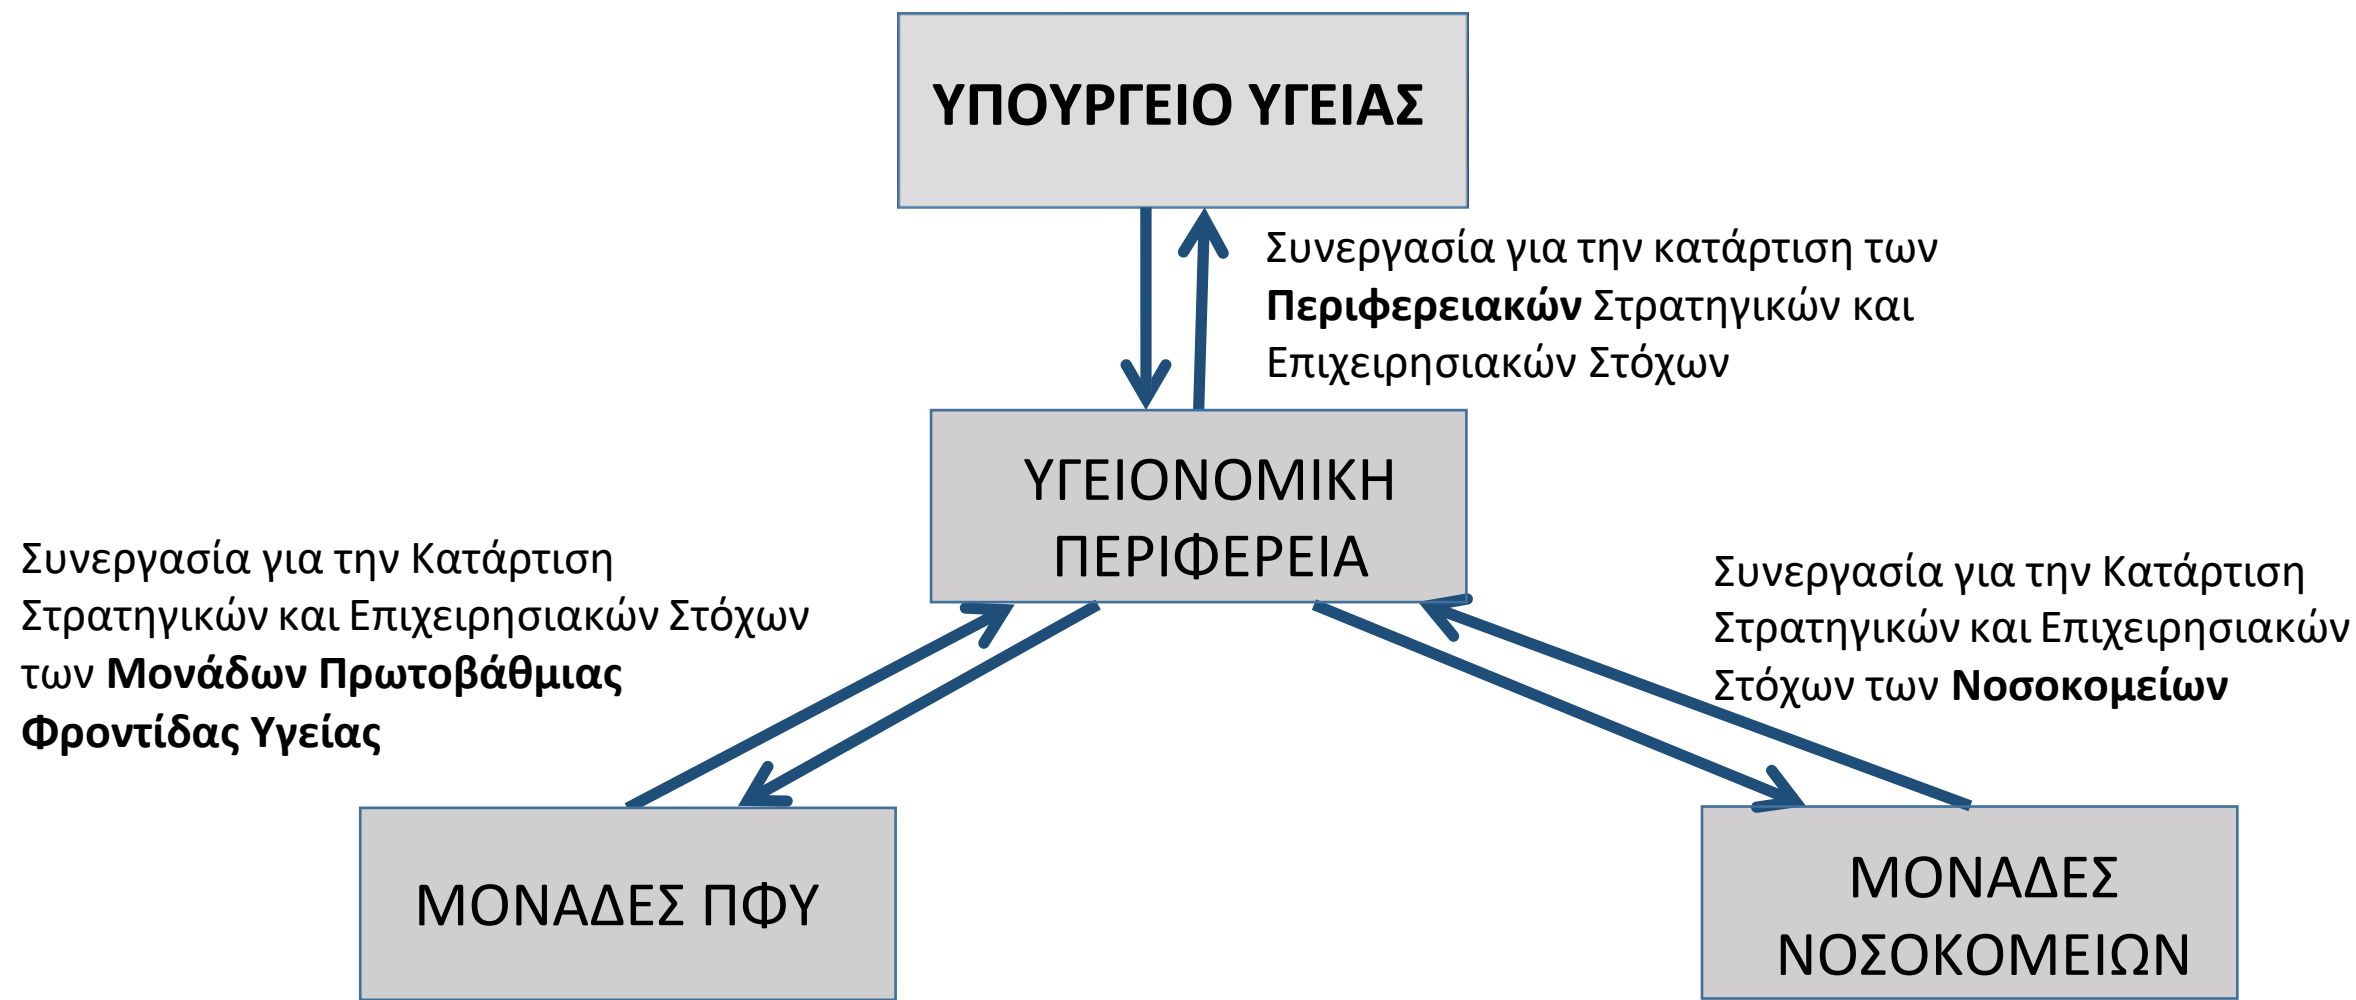 ΥΠΟΥΡΓΕΙΟ ΥΓΕΙΑΣ
Συνεργασία για την κατάρτιση των
Περιφερειακών Στρατηγικών και
Επιχειρησιακών Στόχων
ΥΓΕΙΟΝΟΜΙΚΗ
ΠΕΡΙΦΕΡΕΙΑ
Συνεργασία για την Κατάρτιση
Στρατηγικών και Επιχειρησιακών Στόχων
των Μονάδων Πρωτοβάθμιας
Φροντίδας Υγείας
Συνεργασία για την Κατάρτιση
Στρατηγικών και Επιχειρησιακών
Στόχων των Νοσοκομείων
ΜΟΝΑΔΕΣ ΠΦΥ
ΜΟΝΑΔΕΣ
ΝΟΣΟΚΟΜΕΙΩΝ